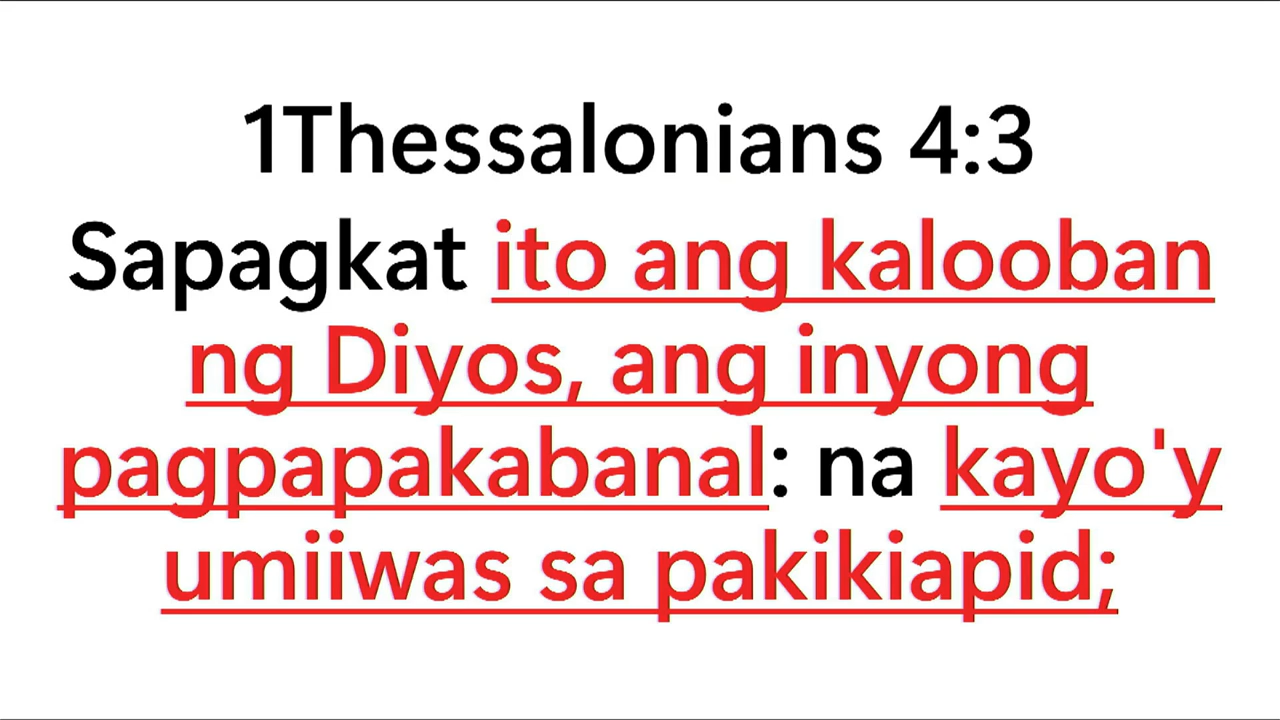 1Thessalonians 4:3
Sapagkat ito ang kalooban
ng Diyos, ang inyong
pagpapakabanal: na kayo'y
umiiwas sa pakikiapid;